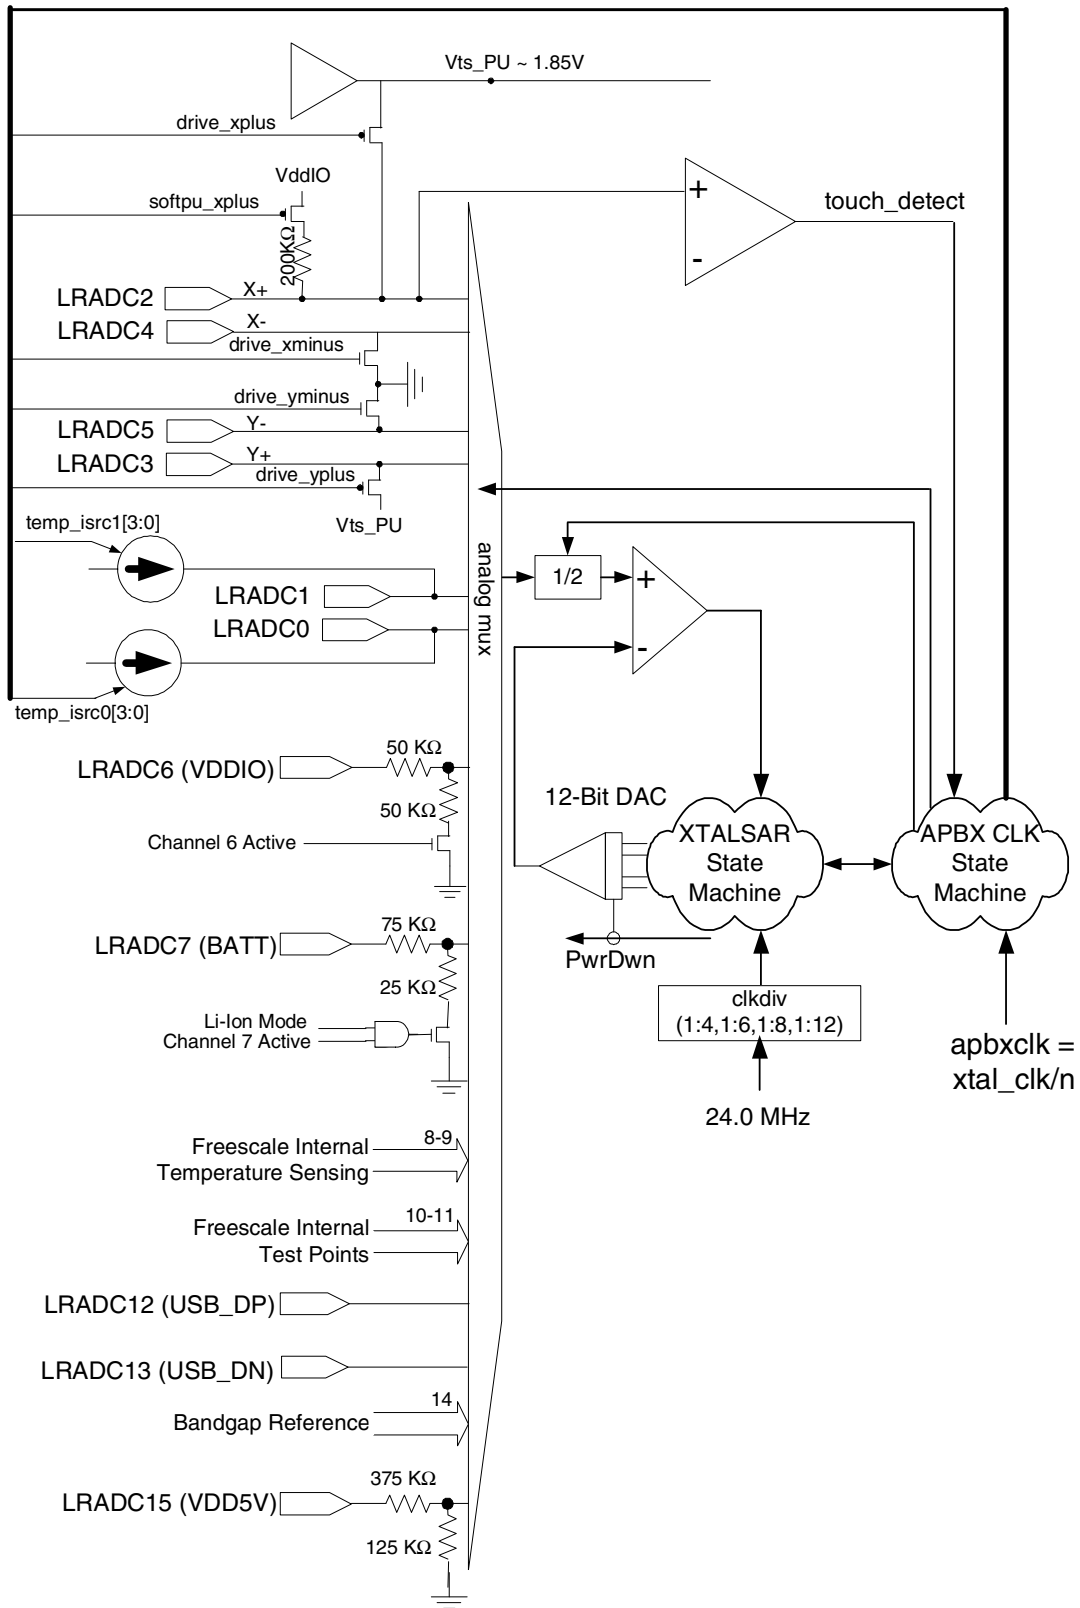 Vts_PU ~ 1.85V
drive_xplus
VddIO
softpu_xplus
200KΩ
+
-
touch_detect
LRADC2
X+
LRADC4
X-
drive_xminus
drive_yminus
LRADC5
Y-
LRADC3
Y+
drive_yplus
Vts_PU
temp_isrc1[3:0]
LRADC1
LRADC0
temp_isrc0[3:0]
analog mux
1/2
+
-
LRADC6 (VDDIO)
50 KΩ
50 KΩ
Channel 6 Active
12-Bit DAC
XTALSAR
State
Machine
APBX CLK
State
Machine
LRADC7 (BATT)
75 KΩ
25 KΩ
PwrDwn
Li-Ion Mode
Channel 7 Active
clkdiv
(1:4,1:6,1:8,1:12)
24.0 MHz
apbxclk =
xtal_clk/n
Freescale Internal
Temperature Sensing
8-9
Freescale Internal
Test Points
10-11
LRADC12 (USB_DP)
LRADC13 (USB_DN)
14
Bandgap Reference
375 KΩ
LRADC15 (VDD5V)
125 KΩ